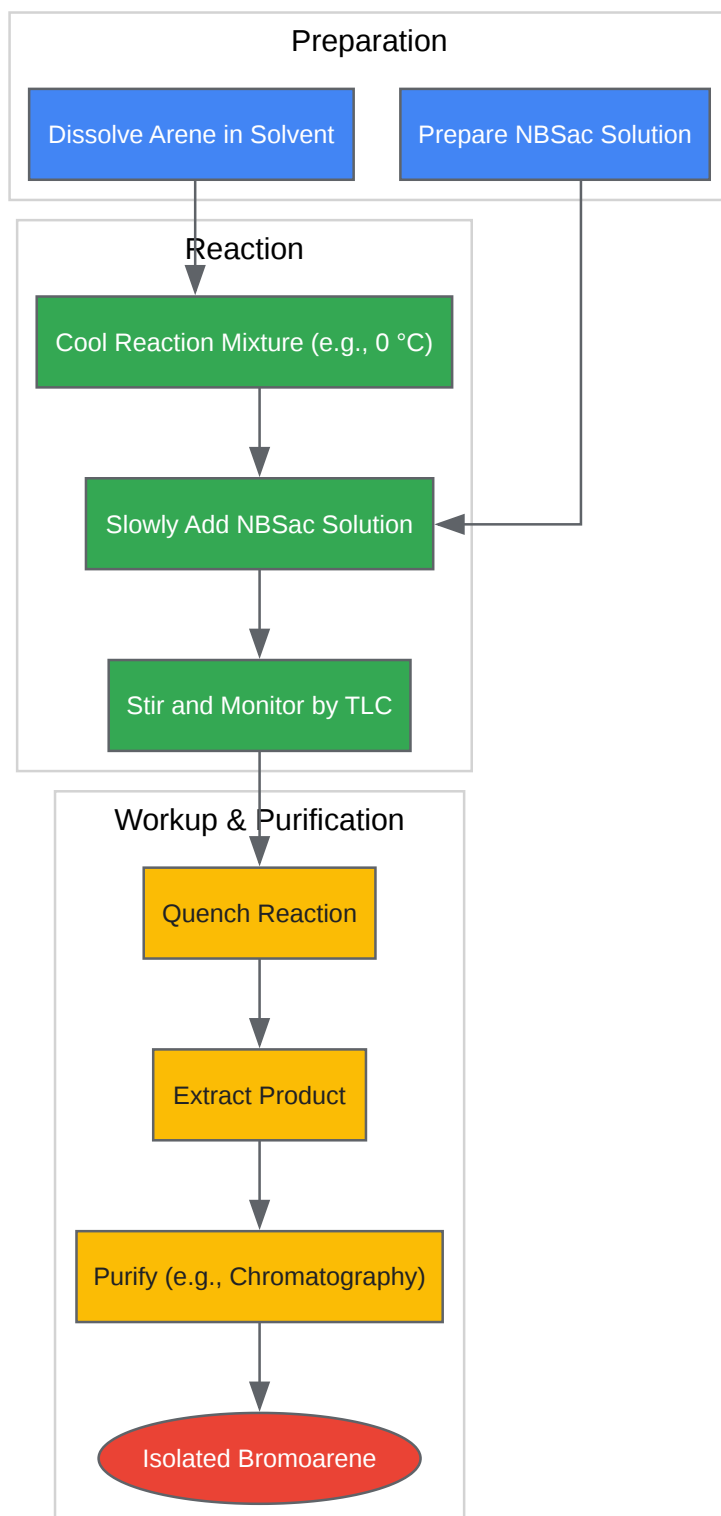 Preparation
Dissolve Arene in Solvent
Prepare NBSac Solution
Reaction
Cool Reaction Mixture (e.g., 0 °C)
Slowly Add NBSac Solution
Stir and Monitor by TLC
Workup & Purification
Quench Reaction
Extract Product
Purify (e.g., Chromatography)
Isolated Bromoarene